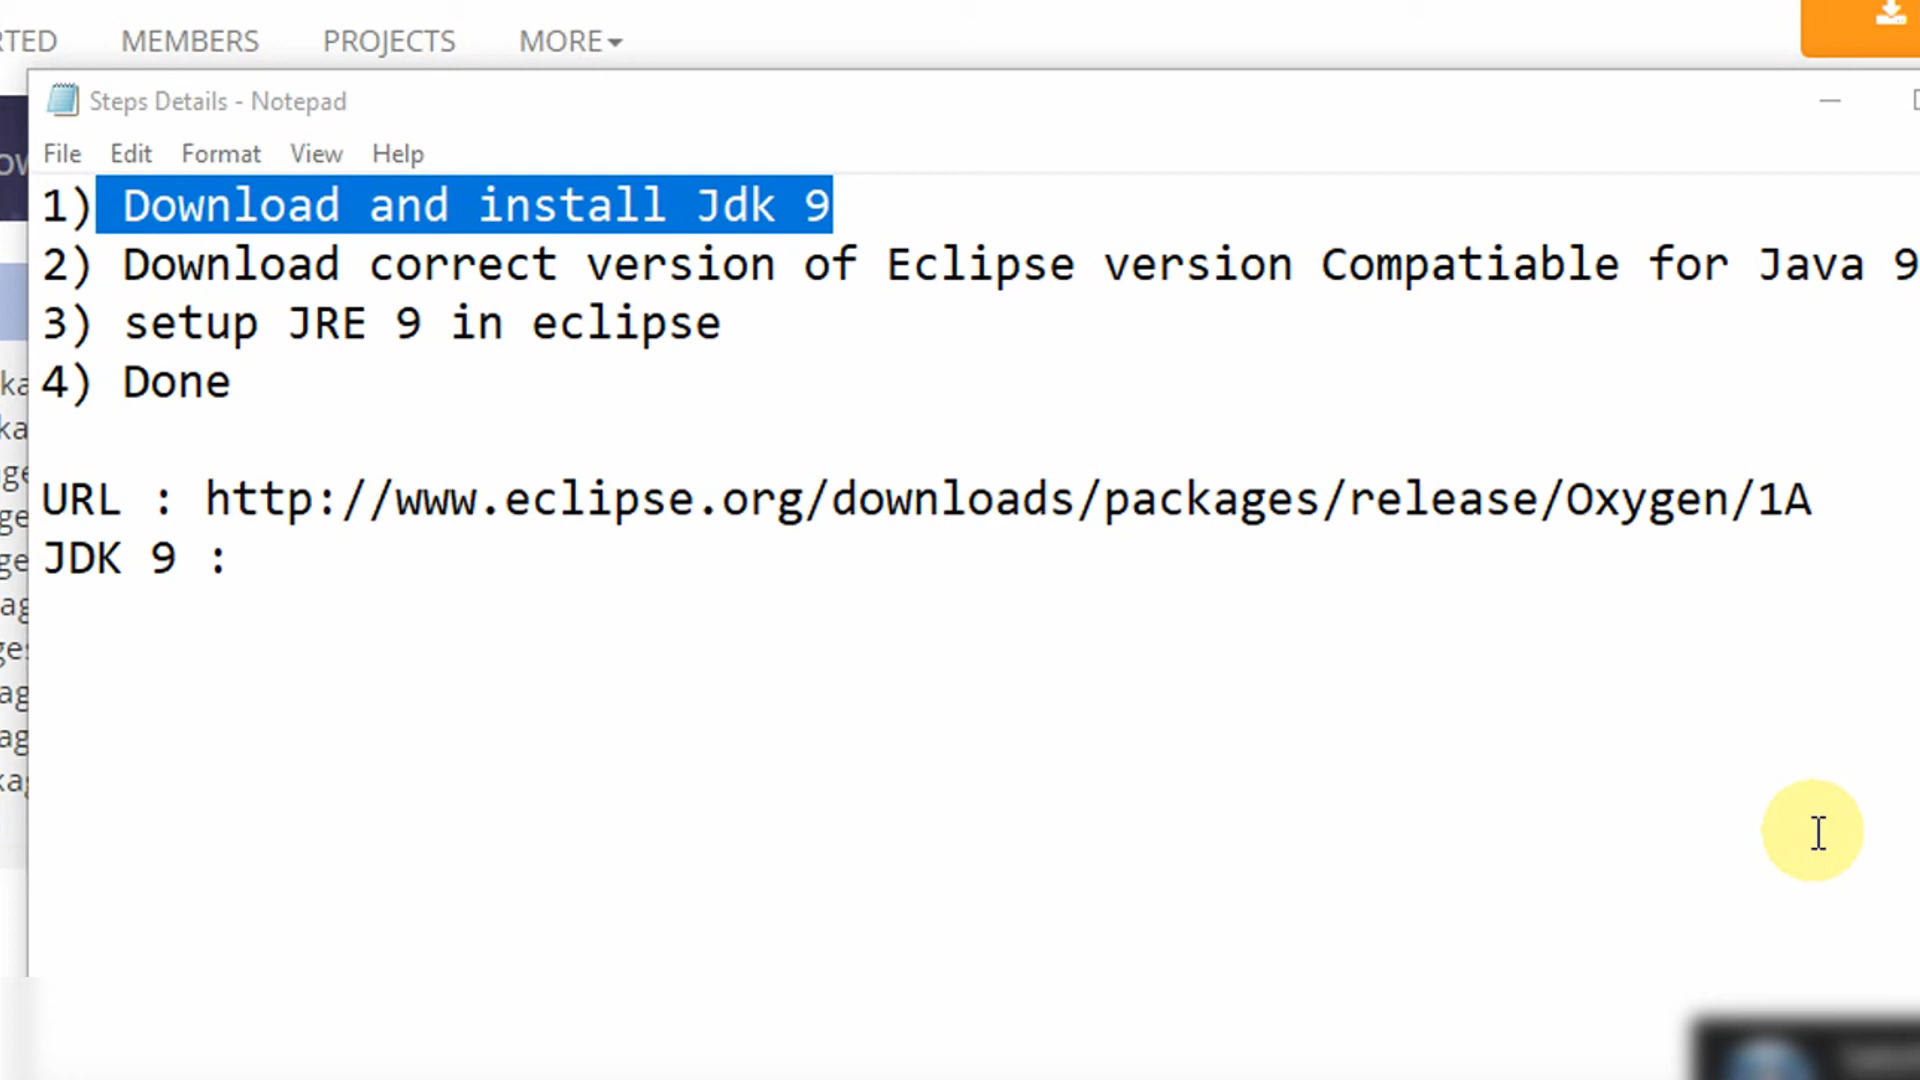 MEMBERS PROJECTS MORE
Steps Details - Notepad
File Edit Format View Help
1) Download and install Jdk 9
2) Download correct version of Eclipse version Compatiable for Java 9
3) setup JRE 9 in eclipse
4) Done
URL : http://www.eclipse.org/downloads/packages/release/Oxygen/1A
JDK 9 :